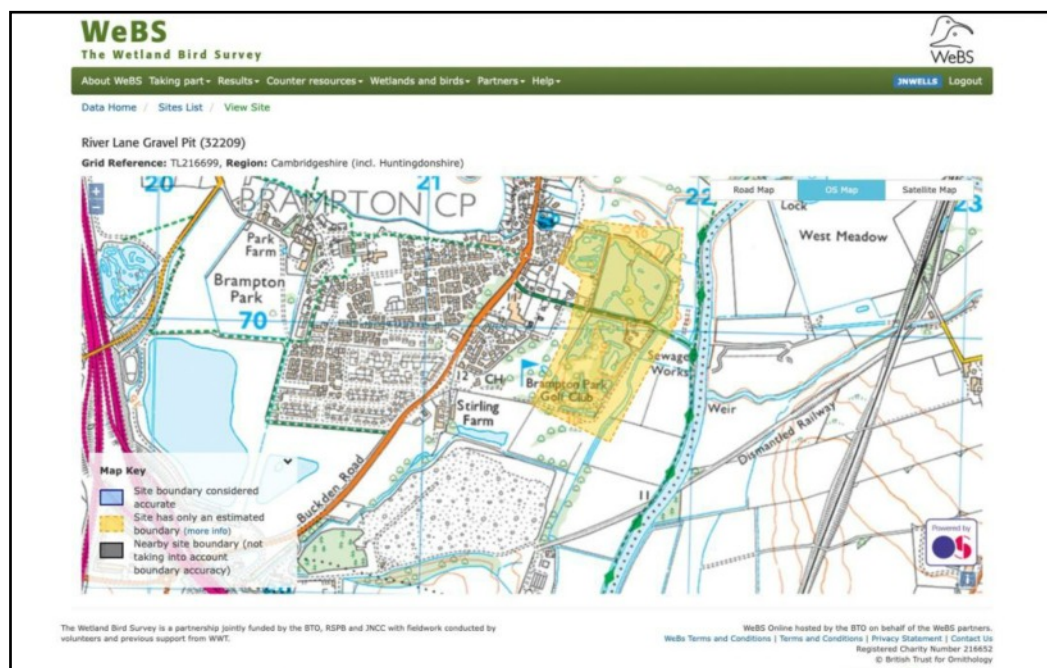 WeBS
The Wetland Bird Survey
WeBS
About WeBS Taking part Results Counter resources Wetlands and birds Partners Help
JNWELLS Logout
Data Home / Sites List / View Site
River Lane Gravel Pit (32209)
Grid Reference: TL216699, Region: Cambridgeshire (incl. Huntingdonshire)
+
−
20
21
22
23
Road Map OS Map Satellite Map
BRAMPTON CP
Lock
West Meadow
Park
Farm
Brampton
Park
70
Sewage
Works
12
CH
Brampton Park
Golf Club
Stirling
Farm
Weir
Dismantled Railway
Buckden Road
11
Map Key
Site boundary considered
accurate
Site has only an estimated
boundary (more info)
Nearby site boundary (not
taking into account
boundary accuracy)
Powered by
OS
i
The Wetland Bird Survey is a partnership jointly funded by the BTO, RSPB and JNCC with fieldwork conducted by
volunteers and previous support from WWT.
WeBS Online hosted by the BTO on behalf of the WeBS partners.
WeBs Terms and Conditions | Terms and Conditions | Privacy Statement | Contact Us
Registered Charity Number 216652
© British Trust for Ornithology